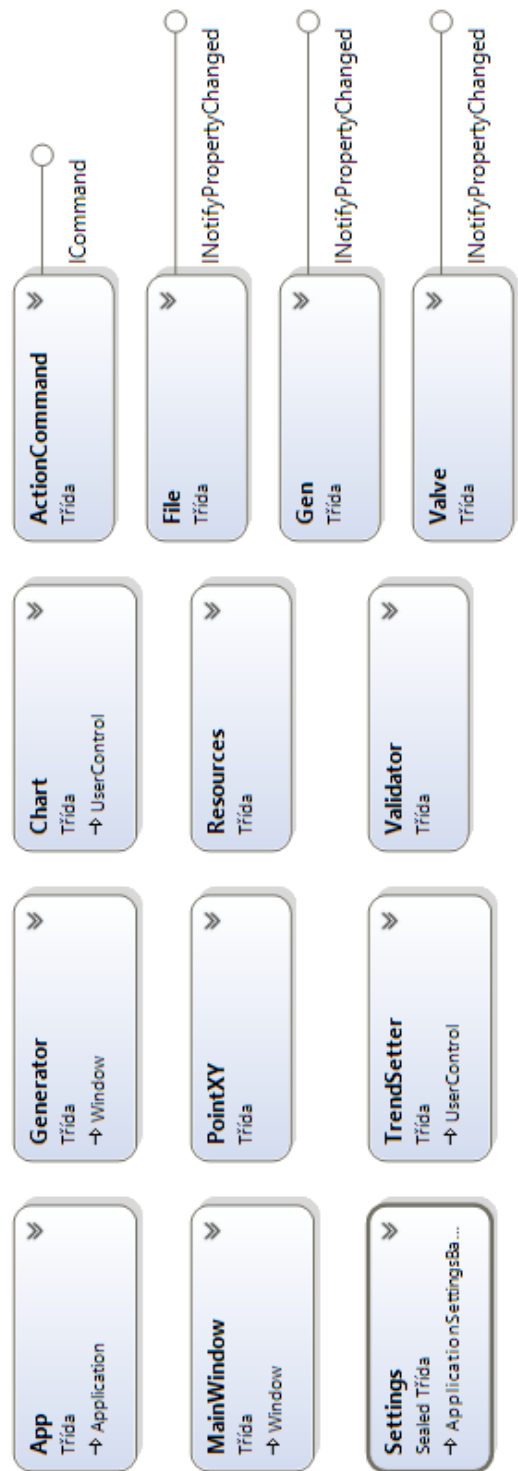 App
Třída
Application
Generator
Třída
Window
Chart
Třída
UserControl
ActionCommand
Třída
ICommand
MainWindow
Třída
Window
PointXY
Třída
Resources
Třída
File
Třída
INotifyPropertyChanged
Gen
Třída
INotifyPropertyChanged
Settings
Sealed Třída
ApplicationSettingsBa...
TrendSetter
Třída
UserControl
Validator
Třída
Valve
Třída
INotifyPropertyChanged